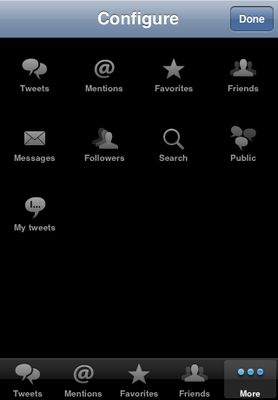 Configure Done
Tweets @ Mentions Favorites Friends
Messages Followers Search Public
I... My tweets
Tweets @ Mentions Favorites Friends More